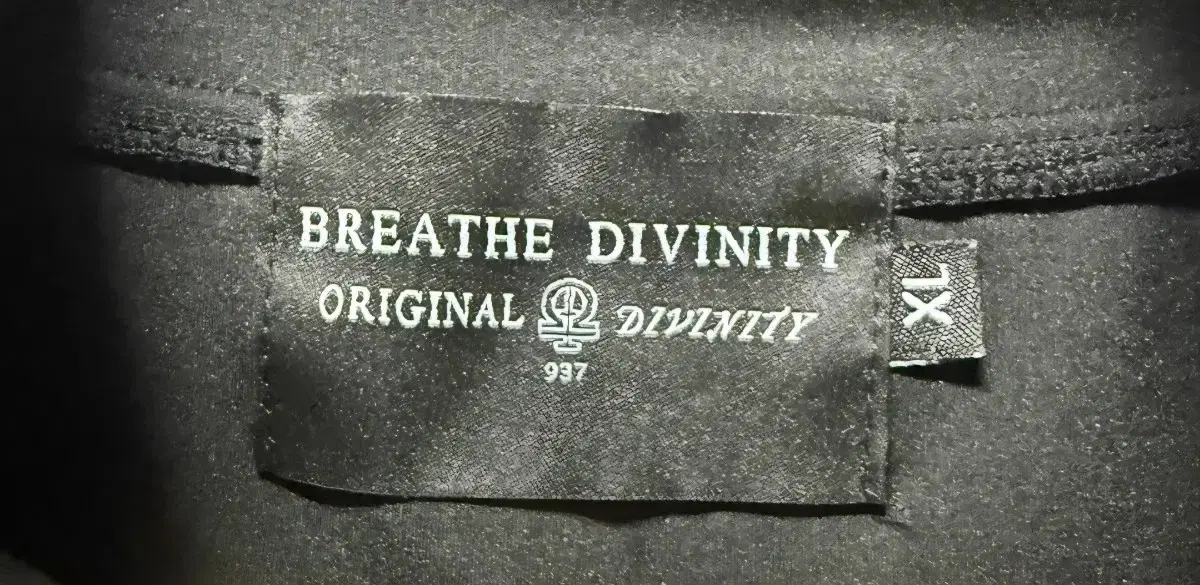 BREATHE DIVINITY
ORIGINAL DIVINITY
937
XL